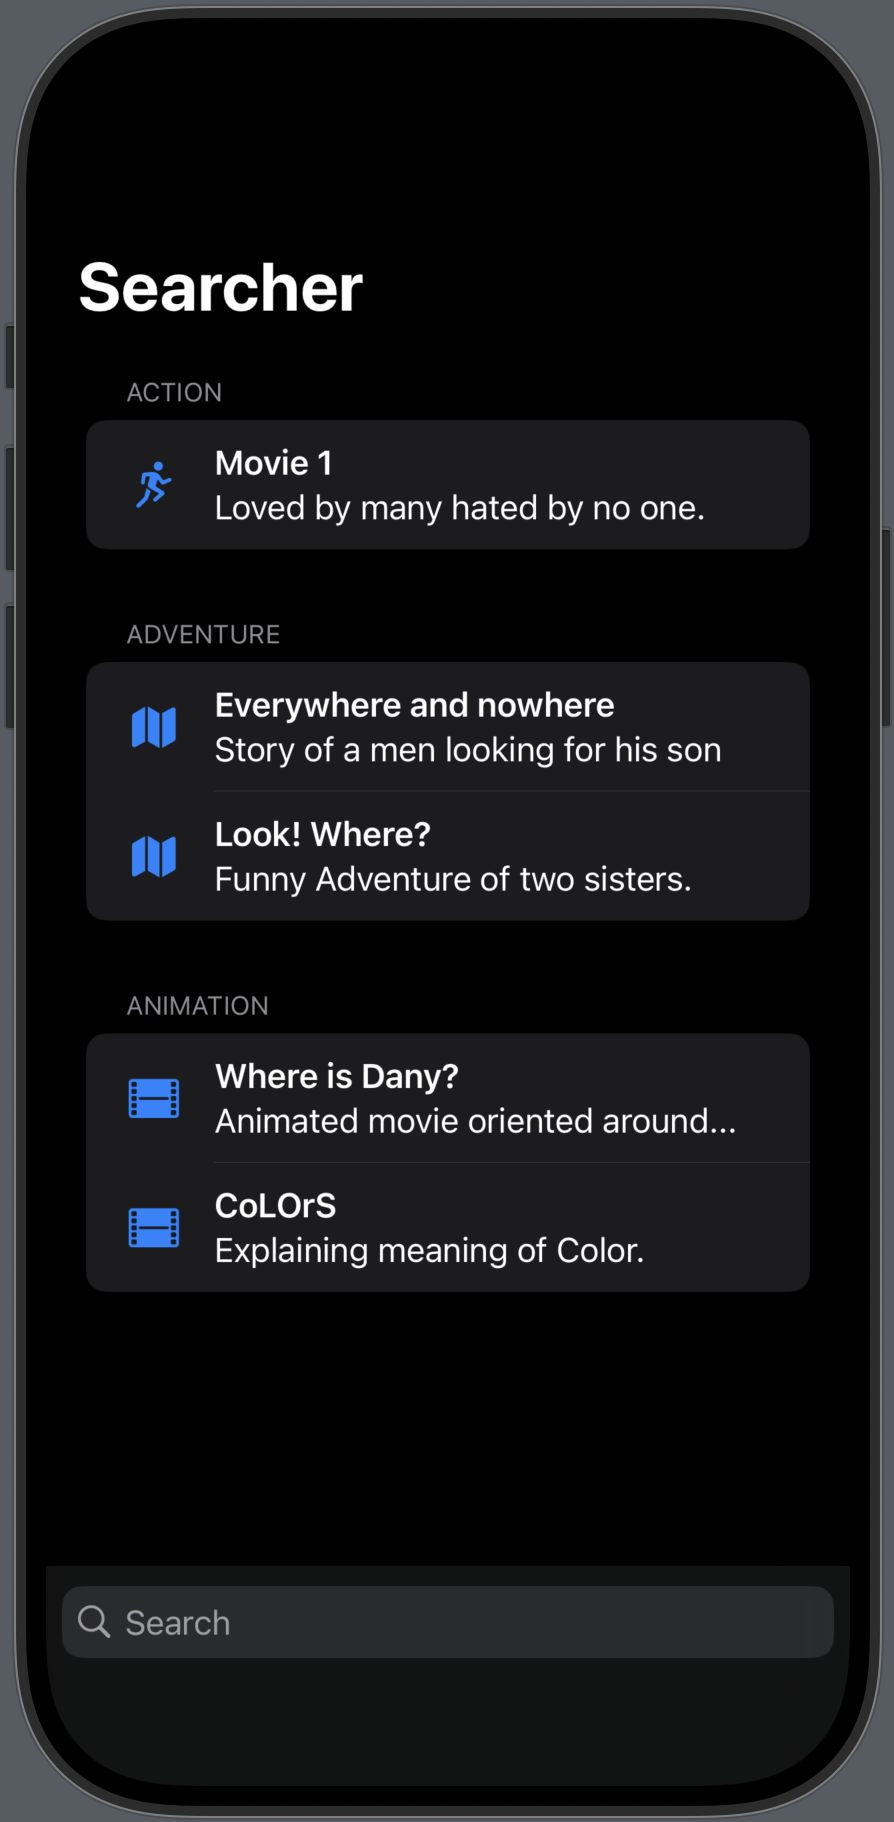 Searcher
ACTION
Movie 1
Loved by many hated by no one.
ADVENTURE
Everywhere and nowhere
Story of a men looking for his son
Look! Where?
Funny Adventure of two sisters.
ANIMATION
Where is Dany?
Animated movie oriented around...
CoLOrS
Explaining meaning of Color.
Search